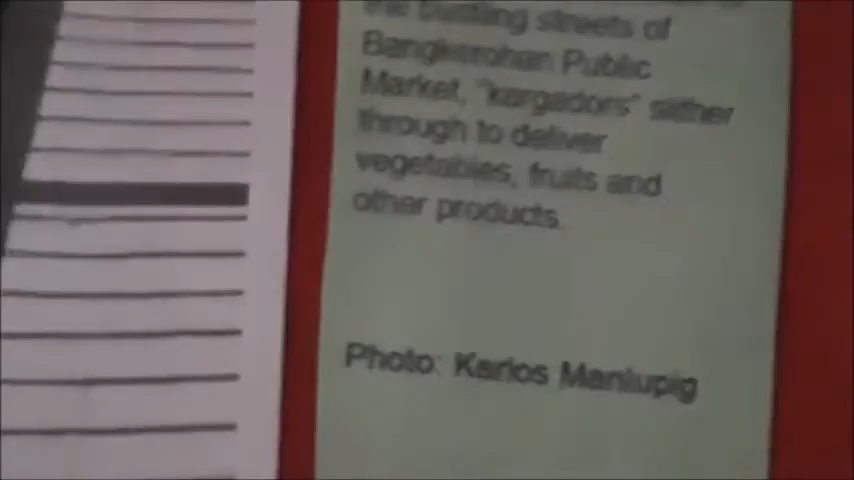 the bustling streets of
Bangkerohan Public
Market, "kargadors" slither
through to deliver
vegetables, fruits and
other products.
Photo: Karlos Manlupig